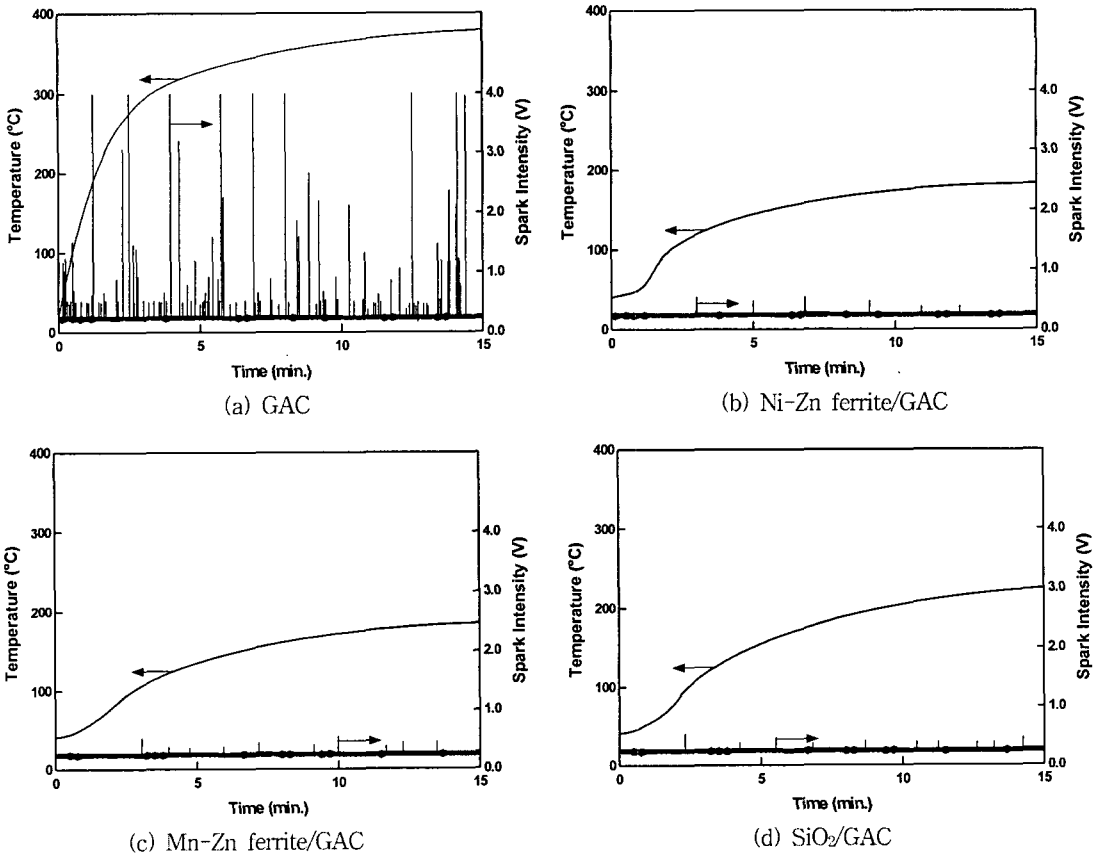 400
300
200
100
0
Temperature (°C)
4.0
3.0
2.0
1.0
0.0
Spark Intensity (V)
0 5 10 15
Time (min.)
(a) GAC
400
300
200
100
0
Temperature (°C)
4.0
3.0
2.0
1.0
0.0
Spark Intensity (V)
0 5 10 15
Time (min.)
(b) Ni-Zn ferrite/GAC
400
300
200
100
0
Temperature (°C)
4.0
3.0
2.0
1.0
0.0
Spark Intensity (V)
0 5 10 15
Time (min.)
(c) Mn-Zn ferrite/GAC
400
300
200
100
0
Temperature (°C)
4.0
3.0
2.0
1.0
0.0
Spark Intensity (V)
0 5 10 15
Time (min.)
(d) SiO₂/GAC